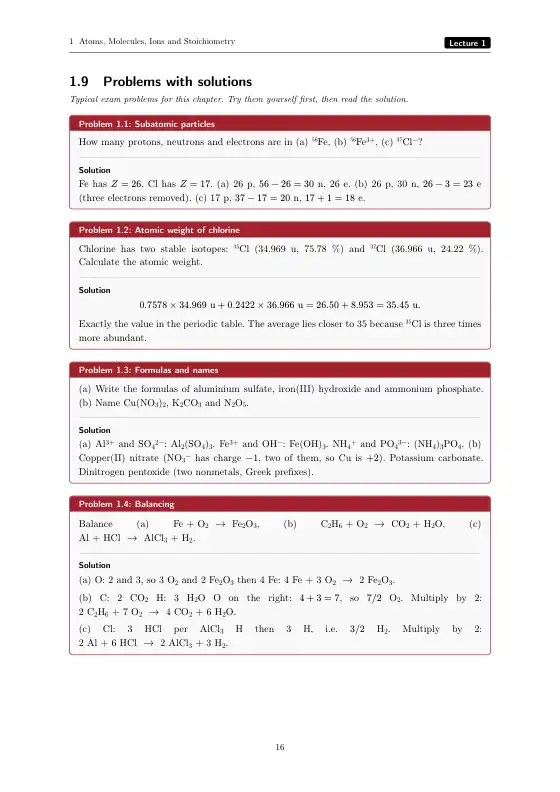 1 Atoms, Molecules, Ions and Stoichiometry
Lecture 1
1.9 Problems with solutions
Typical exam problems for this chapter. Try them yourself first, then read the solution.
Problem 1.1: Subatomic particles
How many protons, neutrons and electrons are in (a) ⁵⁶Fe, (b) ⁵⁶Fe³⁺, (c) ³⁷Cl⁻?
Solution
Fe has Z = 26, Cl has Z = 17. (a) 26 p, 56 − 26 = 30 n, 26 e. (b) 26 p, 30 n, 26 − 3 = 23 e
(three electrons removed). (c) 17 p, 37 − 17 = 20 n, 17 + 1 = 18 e.
Problem 1.2: Atomic weight of chlorine
Chlorine has two stable isotopes: ³⁵Cl (34.969 u, 75.78 %) and ³⁷Cl (36.966 u, 24.22 %).
Calculate the atomic weight.
Solution
0.7578 × 34.969 u + 0.2422 × 36.966 u = 26.50 + 8.953 = 35.45 u.
Exactly the value in the periodic table. The average lies closer to 35 because ³⁵Cl is three times
more abundant.
Problem 1.3: Formulas and names
(a) Write the formulas of aluminium sulfate, iron(III) hydroxide and ammonium phosphate.
(b) Name Cu(NO₃)₂, K₂CO₃ and N₂O₅.
Solution
(a) Al³⁺ and SO₄²⁻: Al₂(SO₄)₃. Fe³⁺ and OH⁻: Fe(OH)₃. NH₄⁺ and PO₄³⁻: (NH₄)₃PO₄. (b)
Copper(II) nitrate (NO₃⁻ has charge −1, two of them, so Cu is +2). Potassium carbonate.
Dinitrogen pentoxide (two nonmetals, Greek prefixes).
Problem 1.4: Balancing
Balance (a) Fe + O₂ → Fe₂O₃, (b) C₂H₆ + O₂ → CO₂ + H₂O, (c)
Al + HCl → AlCl₃ + H₂.
Solution
(a) O: 2 and 3, so 3 O₂ and 2 Fe₂O₃ then 4 Fe: 4 Fe + 3 O₂ → 2 Fe₂O₃.
(b) C: 2 CO₂ H: 3 H₂O O on the right: 4 + 3 = 7, so 7/2 O₂. Multiply by 2:
2 C₂H₆ + 7 O₂ → 4 CO₂ + 6 H₂O.
(c) Cl: 3 HCl per AlCl₃ H then 3 H, i.e. 3/2 H₂. Multiply by 2:
2 Al + 6 HCl → 2 AlCl₃ + 3 H₂.
16